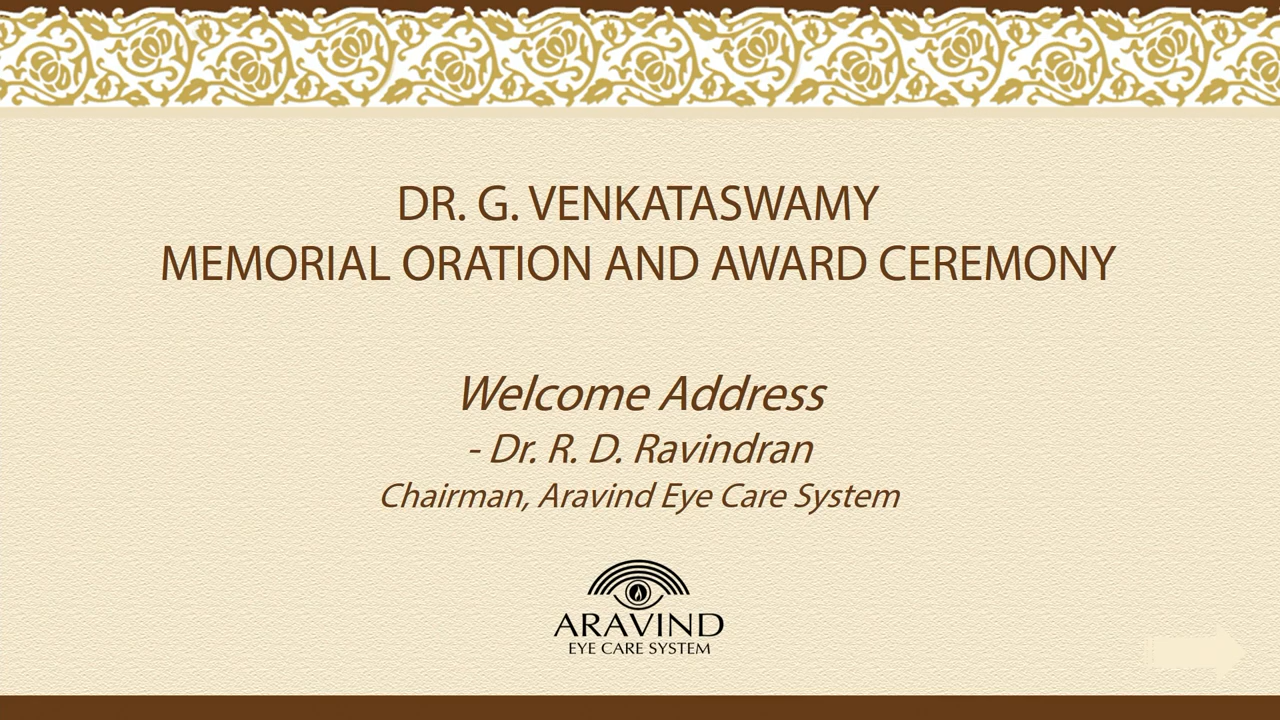 DR. G. VENKATASWAMY
MEMORIAL ORATION AND AWARD CEREMONY
Welcome Address
- Dr. R. D. Ravindran
Chairman, Aravind Eye Care System
ARAVIND
EYE CARE SYSTEM